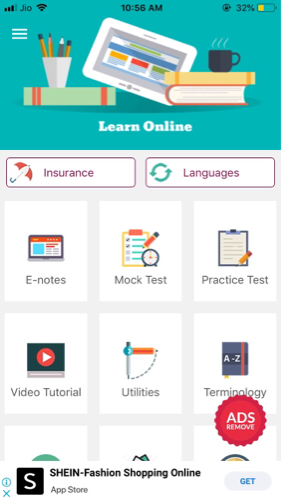 Jio 10:56 AM 32%
Learn Online
Insurance
Languages
E-notes
Mock Test
Practice Test
Video Tutorial
Utilities
A-Z
Terminology
ADS
REMOVE
S
SHEIN-Fashion Shopping Online
App Store
GET